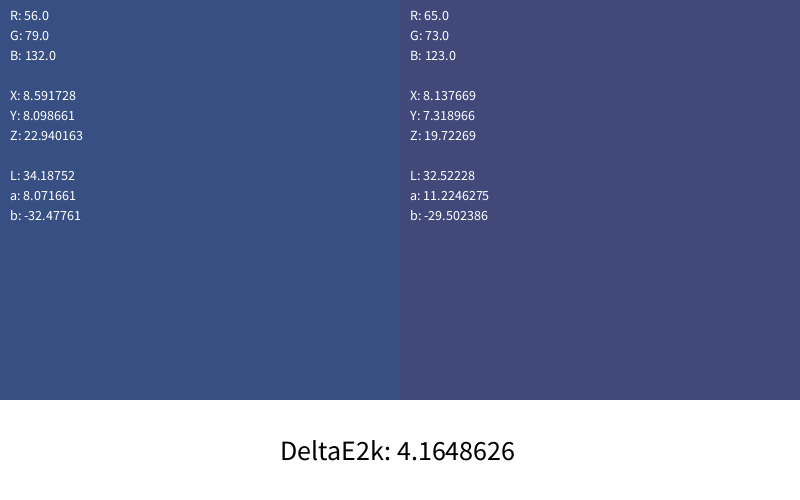 R: 56.0
G: 79.0
B: 132.0
X: 8.591728
Y: 8.098661
Z: 22.940163
L: 34.18752
a: 8.071661
b: -32.47761
R: 65.0
G: 73.0
B: 123.0
X: 8.137669
Y: 7.318966
Z: 19.72269
L: 32.52228
a: 11.2246275
b: -29.502386
DeltaE2k: 4.1648626